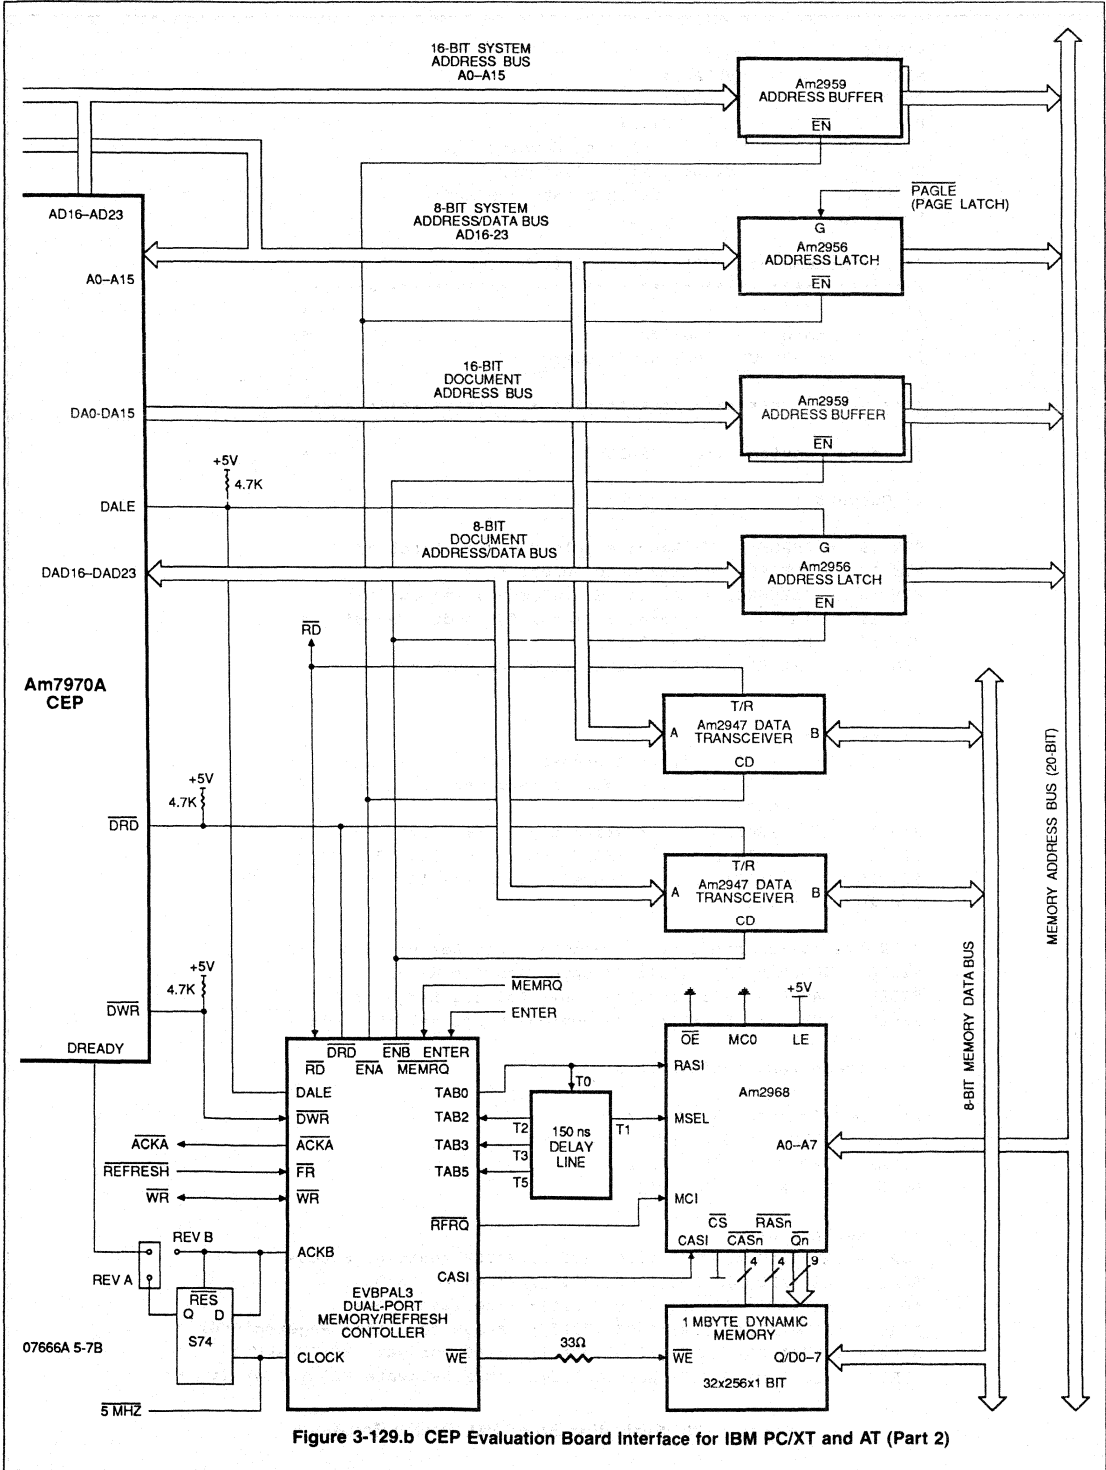 16-BIT SYSTEM
ADDRESS BUS
A0–A15
Am2959
ADDRESS BUFFER
EN
PAGLE
(PAGE LATCH)
AD16–AD23
8-BIT SYSTEM
ADDRESS/DATA BUS
AD16-23
G
Am2956
ADDRESS LATCH
EN
A0–A15
16-BIT
DOCUMENT
ADDRESS BUS
Am2959
ADDRESS BUFFER
EN
DA0-DA15
+5V
4.7K
DALE
8-BIT
DOCUMENT
ADDRESS/DATA BUS
G
Am2956
ADDRESS LATCH
EN
DAD16–DAD23
RD
Am7970A
CEP
T/R
A Am2947 DATA B
TRANSCEIVER
CD
MEMORY ADDRESS BUS (20-BIT)
+5V
4.7K
DRD
T/R
A Am2947 DATA B
TRANSCEIVER
CD
8-BIT MEMORY DATA BUS
+5V
4.7K
DWR
MEMRQ
ENTER
+5V
DREADY
DRD ENB ENTER
RD ENA MEMRQ
OE MC0 LE
DALE TAB0
T0
RASI
Am2968
DWR TAB2
T2 150 ns T1
MSEL
ACKA
ACKA TAB3
T3 DELAY
A0–A7
REFRESH
FR TAB5
T5 LINE
WR
WR
MCI
RFRQ
CS RASn
CASI CASn Qn
REV B
ACKB
REV A
CASI
4 4 9
RES
Q D
S74
EVBPAL3
DUAL-PORT
MEMORY/REFRESH
CONTOLLER
1 MBYTE DYNAMIC
MEMORY
07666A 5-7B
CLOCK WE
33Ω
WE Q/D0–7
32x256x1 BIT
5 MHZ
Figure 3-129.b CEP Evaluation Board Interface for IBM PC/XT and AT (Part 2)